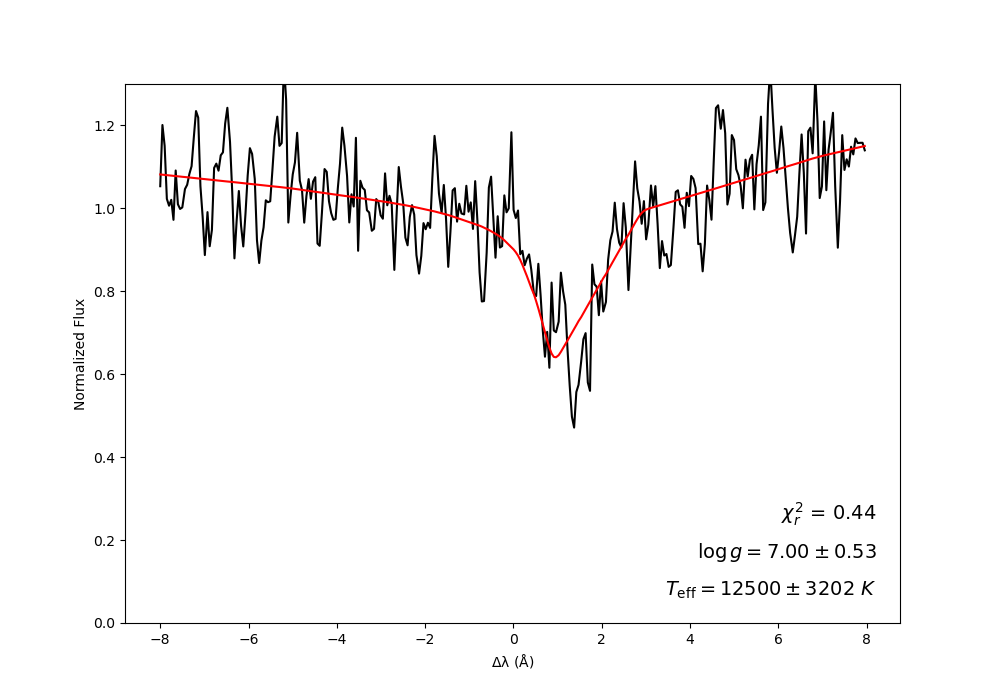 1.2
1.0
0.8
0.6
0.4
0.2
0.0
Normalized Flux
χ²ᵣ = 0.44
log g = 7.00 ± 0.53
T_eff = 12500 ± 3202 K
−8 −6 −4 −2 0 2 4 6 8
Δλ (Å)